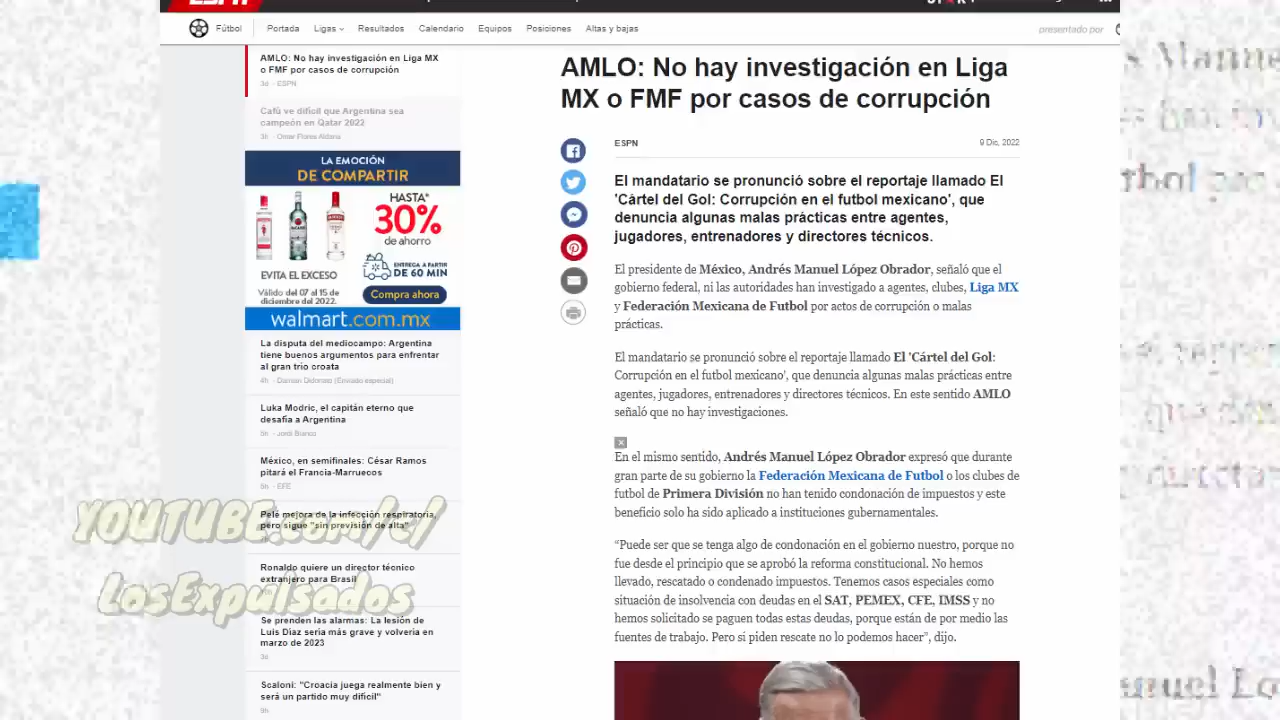 ESPN
Fútbol
Portada
Ligas
Resultados
Calendario
Equipos
Posiciones
Altas y bajas
presentado por
AMLO: No hay investigación en Liga MX
o FMF por casos de corrupción
3d - ESPN
Cafú ve difícil que Argentina sea
campeón en Qatar 2022
3h - Omar Flores Aldana
LA EMOCIÓN
DE COMPARTIR
HASTA*
30%
de ahorro
EVITA EL EXCESO
ENTREGA A PARTIR
DE 60 MIN
Válido del 07 al 15 de
diciembre del 2022.
Compra ahora
walmart.com.mx
La disputa del mediocampo: Argentina
tiene buenos argumentos para enfrentar
al gran trío croata
4h - Damian Didonato (Enviado especial)
Luka Modric, el capitán eterno que
desafía a Argentina
5h - Jordi Blanco
México, en semifinales: César Ramos
pitará el Francia-Marruecos
9h - EFE
Pelé mejora de la infección respiratoria,
pero sigue "sin previsión de alta"
Ronaldo quiere un director técnico
extranjero para Brasil
Se prenden las alarmas: La lesión de
Luis Díaz sería más grave y volvería en
marzo de 2023
3d
Scaloni: "Croacia juega realmente bien y
será un partido muy difícil"
9h
YOUTUBE.com/c/
LosExpulsados
AMLO: No hay investigación en Liga
MX o FMF por casos de corrupción
ESPN
9 Dic, 2022
El mandatario se pronunció sobre el reportaje llamado El
'Cártel del Gol: Corrupción en el futbol mexicano', que
denuncia algunas malas prácticas entre agentes,
jugadores, entrenadores y directores técnicos.
El presidente de México, Andrés Manuel López Obrador, señaló que el
gobierno federal, ni las autoridades han investigado a agentes, clubes, Liga MX
y Federación Mexicana de Futbol por actos de corrupción o malas
prácticas.
El mandatario se pronunció sobre el reportaje llamado El 'Cártel del Gol:
Corrupción en el futbol mexicano', que denuncia algunas malas prácticas entre
agentes, jugadores, entrenadores y directores técnicos. En este sentido AMLO
señaló que no hay investigaciones.
x
En el mismo sentido, Andrés Manuel López Obrador expresó que durante
gran parte de su gobierno la Federación Mexicana de Futbol o los clubes de
futbol de Primera División no han tenido condonación de impuestos y este
beneficio solo ha sido aplicado a instituciones gubernamentales.
“Puede ser que se tenga algo de condonación en el gobierno nuestro, porque no
fue desde el principio que se aprobó la reforma constitucional. No hemos
llevado, rescatado o condenado impuestos. Tenemos casos especiales como
situación de insolvencia con deudas en el SAT, PEMEX, CFE, IMSS y no
hemos solicitado se paguen todas estas deudas, porque están de por medio las
fuentes de trabajo. Pero si piden rescate no lo podemos hacer”, dijo.